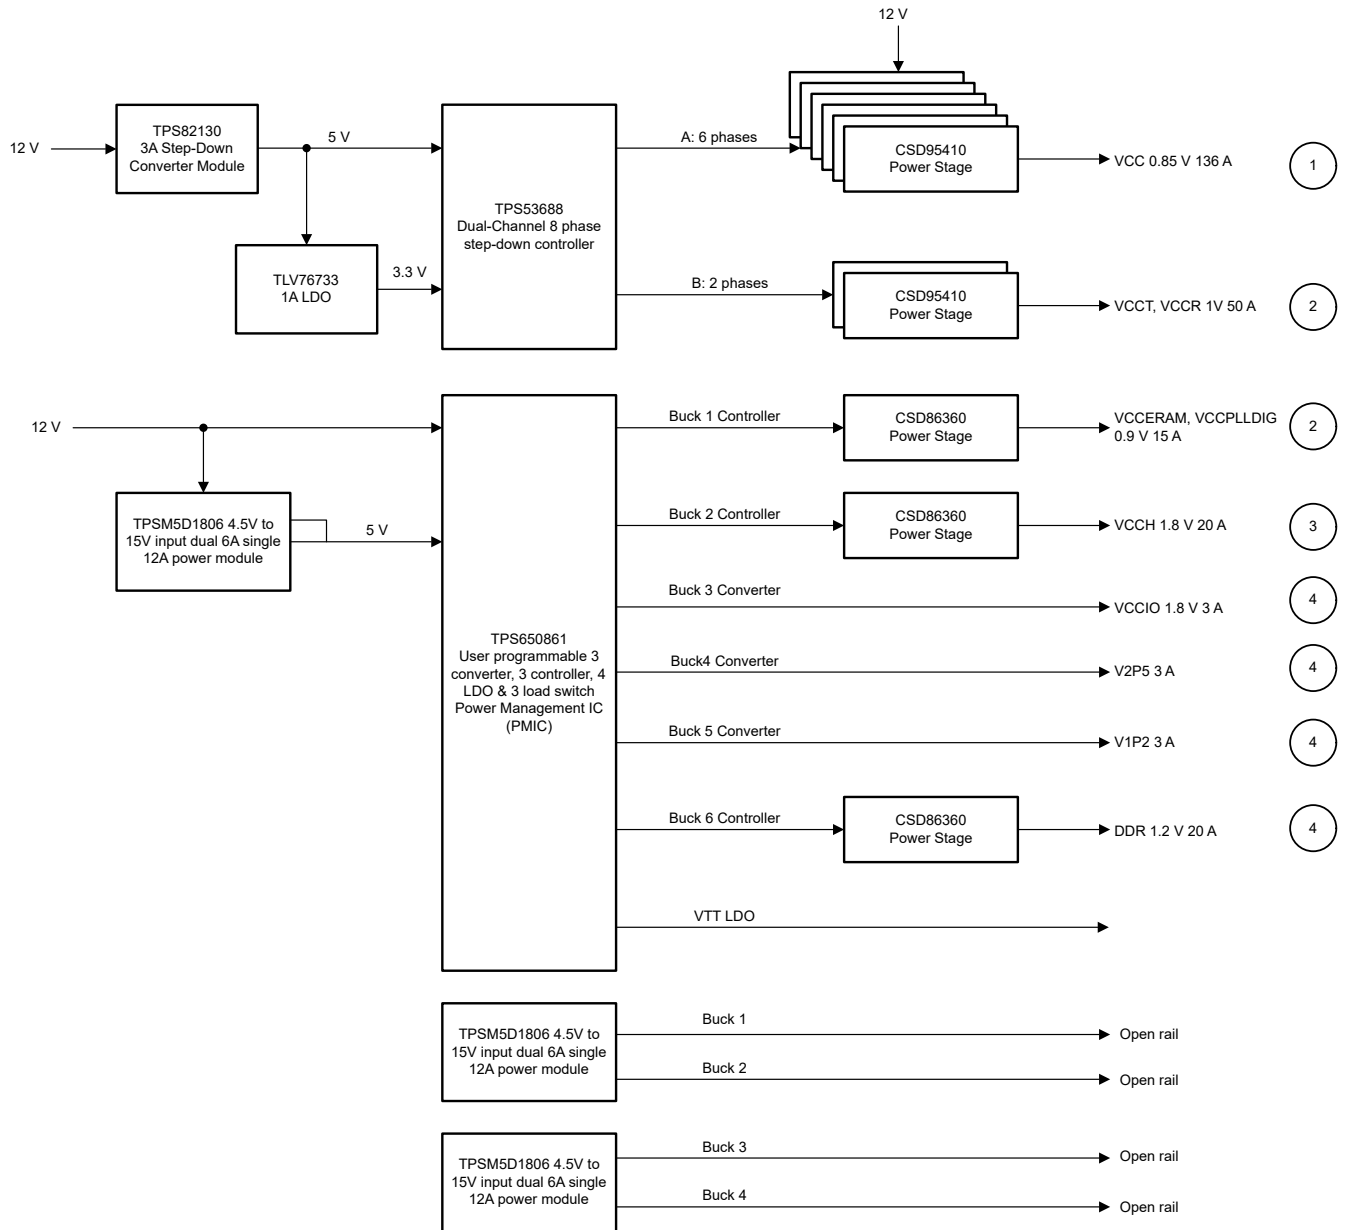 12 V
12 V
TPS82130
3A Step-Down
Converter Module
5 V
TLV76733
1A LDO
3.3 V
TPS53688
Dual-Channel 8 phase
step-down controller
A: 6 phases
CSD95410
Power Stage
VCC 0.85 V 136 A
1
B: 2 phases
CSD95410
Power Stage
VCCT, VCCR 1V 50 A
2
12 V
TPSM5D1806 4.5V to
15V input dual 6A single
12A power module
5 V
TPS650861
User programmable 3
converter, 3 controller, 4
LDO & 3 load switch
Power Management IC
(PMIC)
Buck 1 Controller
CSD86360
Power Stage
VCCERAM, VCCPLLDIG
0.9 V 15 A
2
Buck 2 Controller
CSD86360
Power Stage
VCCH 1.8 V 20 A
3
Buck 3 Converter
VCCIO 1.8 V 3 A
4
Buck4 Converter
V2P5 3 A
4
Buck 5 Converter
V1P2 3 A
4
Buck 6 Controller
CSD86360
Power Stage
DDR 1.2 V 20 A
4
VTT LDO
TPSM5D1806 4.5V to
15V input dual 6A single
12A power module
Buck 1
Open rail
Buck 2
Open rail
TPSM5D1806 4.5V to
15V input dual 6A single
12A power module
Buck 3
Open rail
Buck 4
Open rail